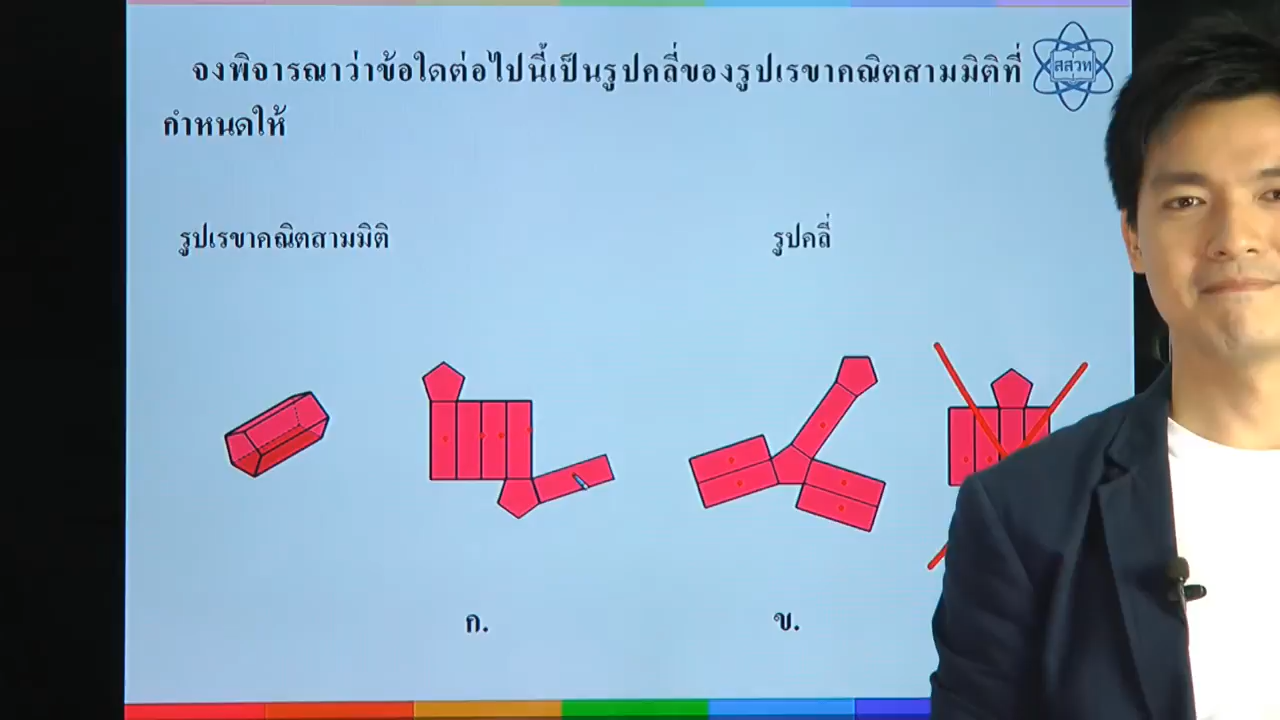 จงพิจารณาว่าข้อใดต่อไปนี้เป็นรูปคลี่ของรูปเรขาคณิตสามมิติที่
กำหนดให้
สสวท
รูปเรขาคณิตสามมิติ
รูปคลี่
ก.
ข.